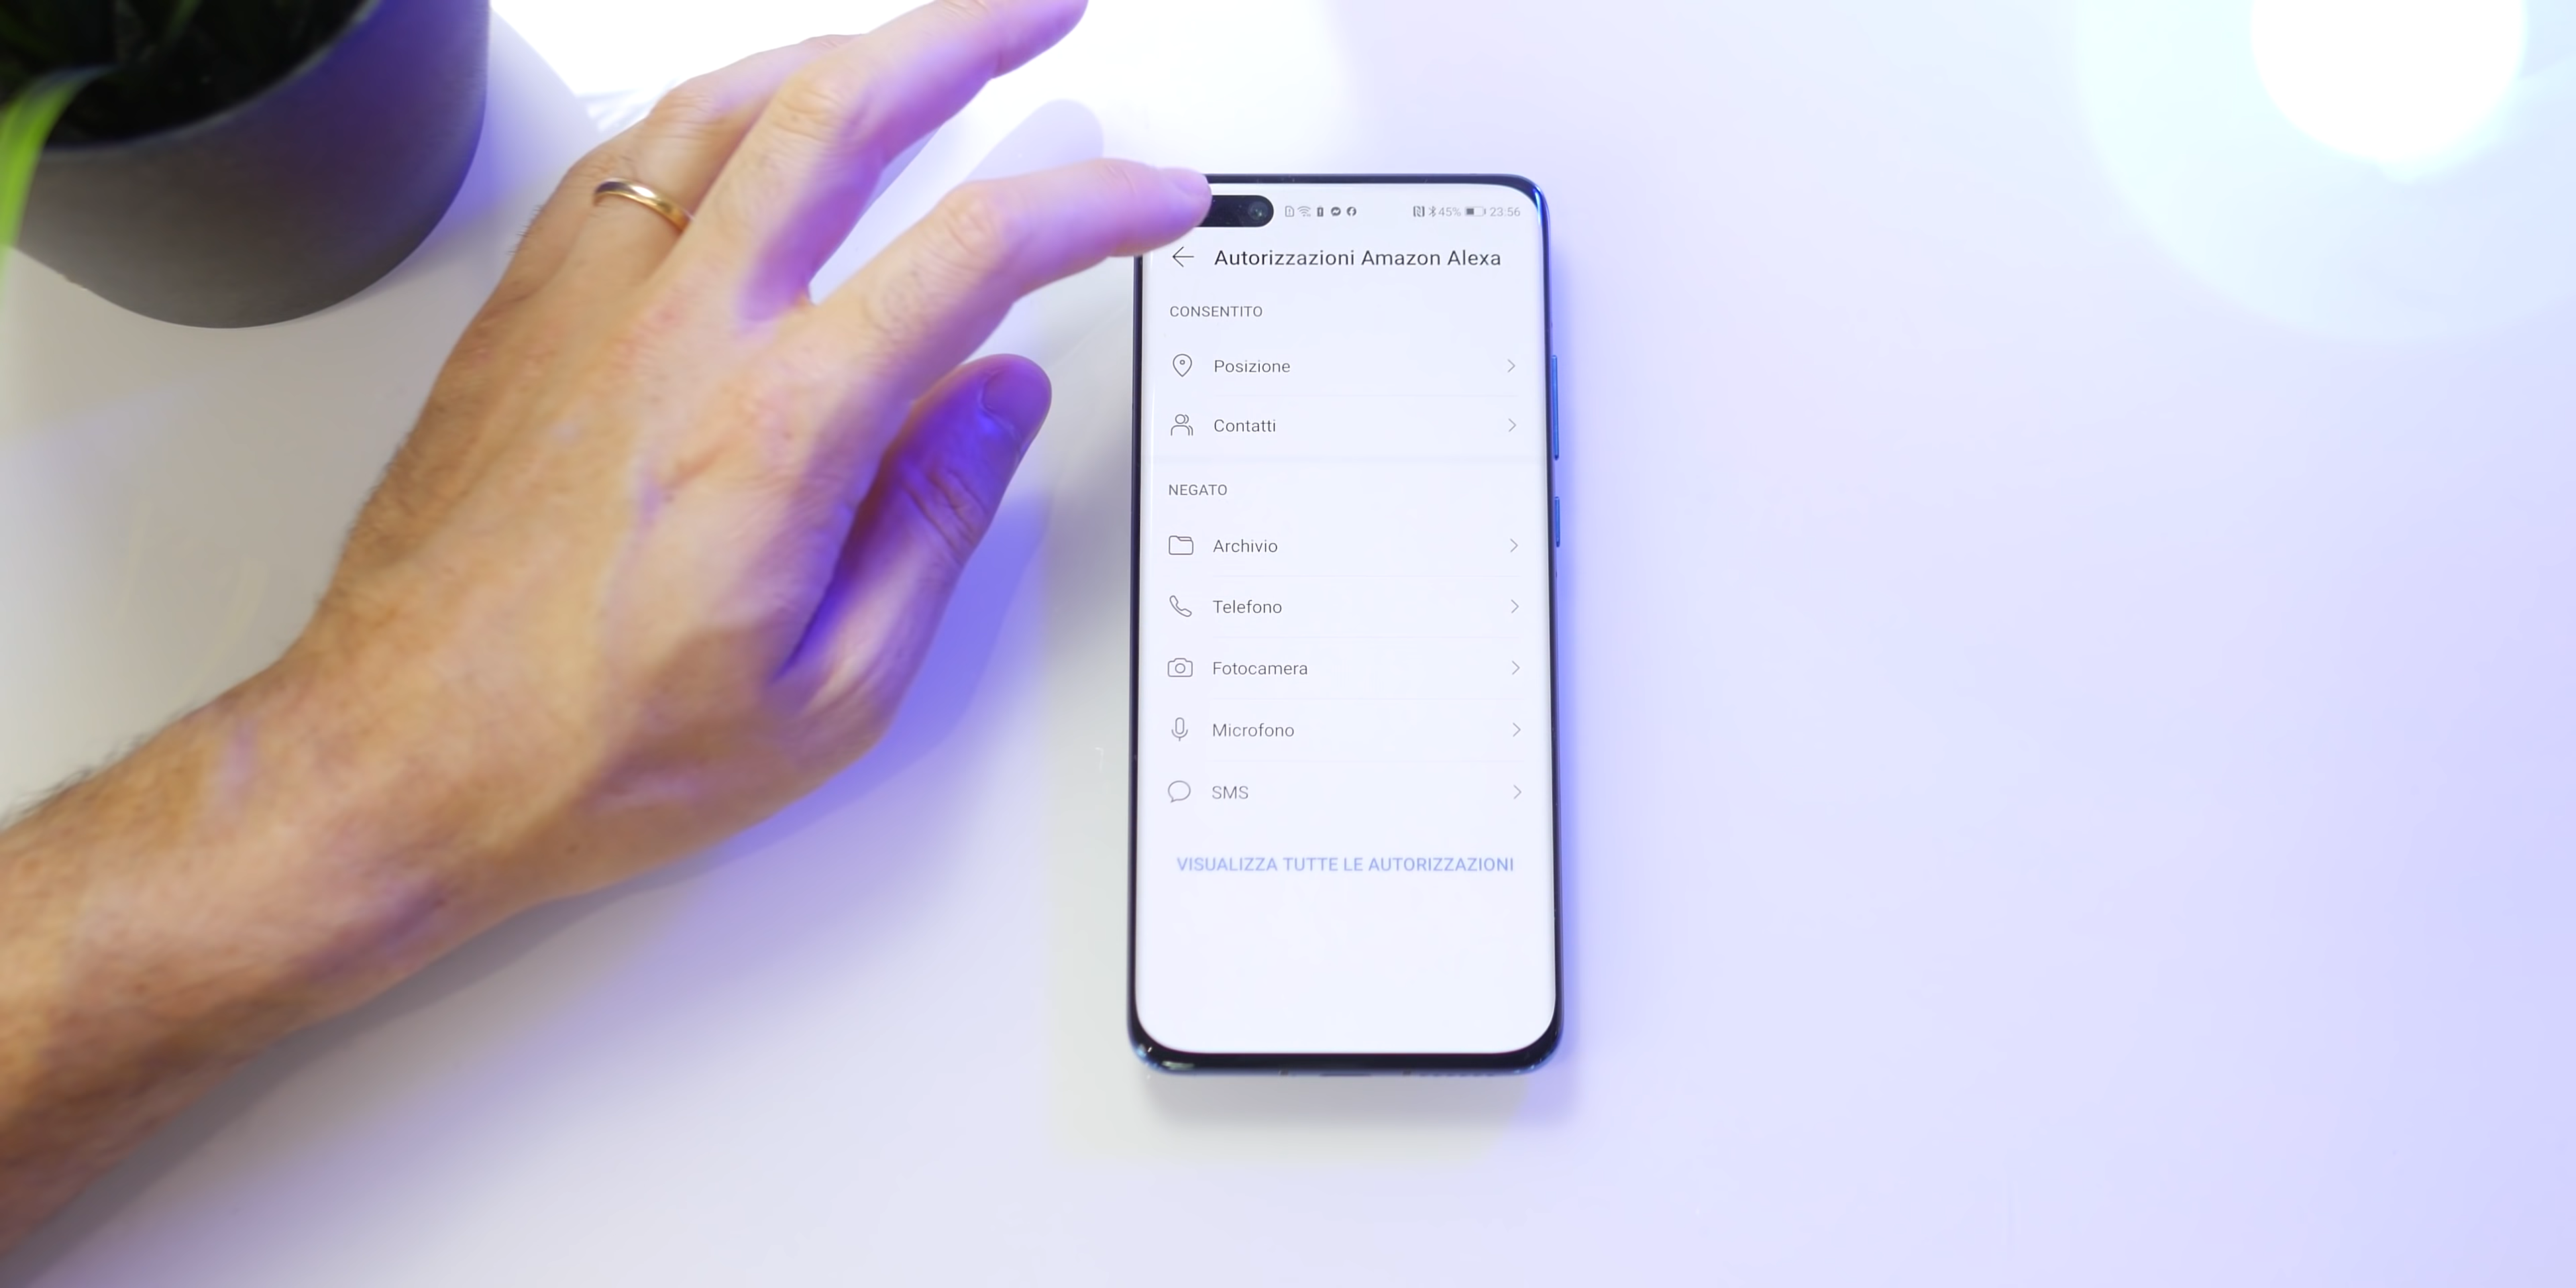 45% 23:56
Autorizzazioni Amazon Alexa
CONSENTITO
Posizione
Contatti
NEGATO
Archivio
Telefono
Fotocamera
Microfono
SMS
VISUALIZZA TUTTE LE AUTORIZZAZIONI